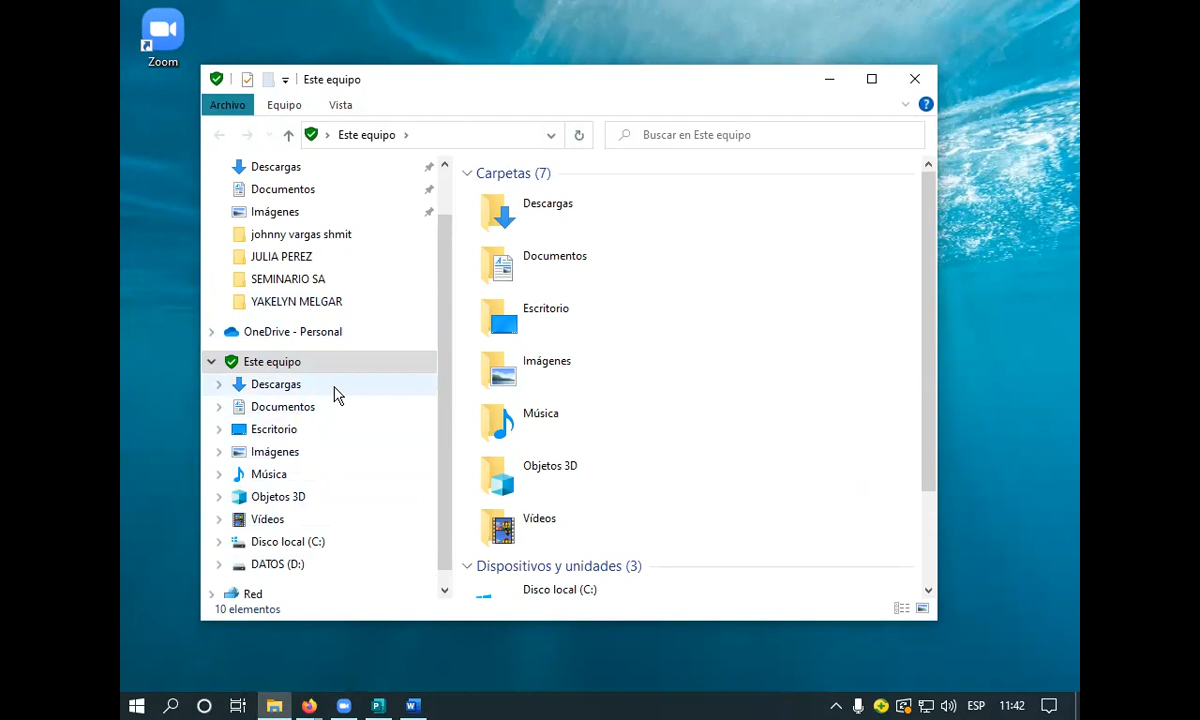 Zoom
Este equipo
Archivo Equipo Vista
Este equipo
Buscar en Este equipo
Descargas
Documentos
Imágenes
johnny vargas shmit
JULIA PEREZ
SEMINARIO SA
YAKELYN MELGAR
OneDrive - Personal
Este equipo
Descargas
Documentos
Escritorio
Imágenes
Música
Objetos 3D
Vídeos
Disco local (C:)
DATOS (D:)
Red
Carpetas (7)
Descargas
Documentos
Escritorio
Imágenes
Música
Objetos 3D
Vídeos
Dispositivos y unidades (3)
Disco local (C:)
10 elementos
ESP 11:42